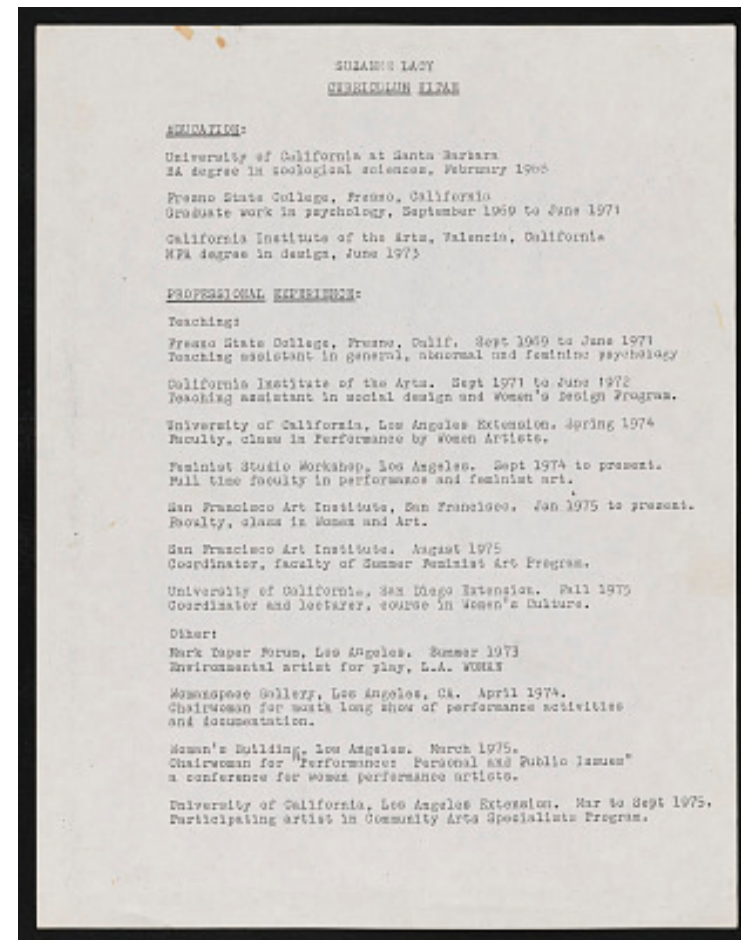 SUZANNE LACY
CURRICULUM VITAE
EDUCATION:
University of California at Santa Barbara
BA degree in zoological sciences, February 1968
Fresno State College, Fresno, California
Graduate work in psychology, September 1969 to June 1971
California Institute of the Arts, Valencia, California
MFA degree in design, June 1973
PROFESSIONAL EXPERIENCE:
Teaching:
Fresno State College, Fresno, Calif. Sept 1969 to June 1971
Teaching assistant in general, abnormal and feminine psychology
California Institute of the Arts. Sept 1971 to June 1972
Teaching assistant in social design and Women's Design Program.
University of California, Los Angeles Extension. Spring 1974
Faculty, class in Performance by Women Artists.
Feminist Studio Workshop, Los Angeles. Sept 1974 to present.
Full time faculty in performance and feminist art.
San Francisco Art Institute, San Francisco. Jan 1975 to present.
Faculty, class in Women and Art.
San Francisco Art Institute. August 1975
Coordinator, faculty of Summer Feminist Art Program.
University of California, San Diego Extension. Fall 1975
Coordinator and lecturer, course in Women's Culture.
Other:
Mark Taper Forum, Los Angeles. Summer 1973
Environmental artist for play, L.A. WOMAN
Womanspace Gallery, Los Angeles, CA. April 1974.
Chairwoman for month long show of performance activities
and documentation.
Woman's Building, Los Angeles. March 1975.
Chairwoman for "Performance: Personal and Public Issues"
a conference for women performance artists.
University of California, Los Angeles Extension. Mar to Sept 1975.
Participating artist in Community Arts Specialists Program.